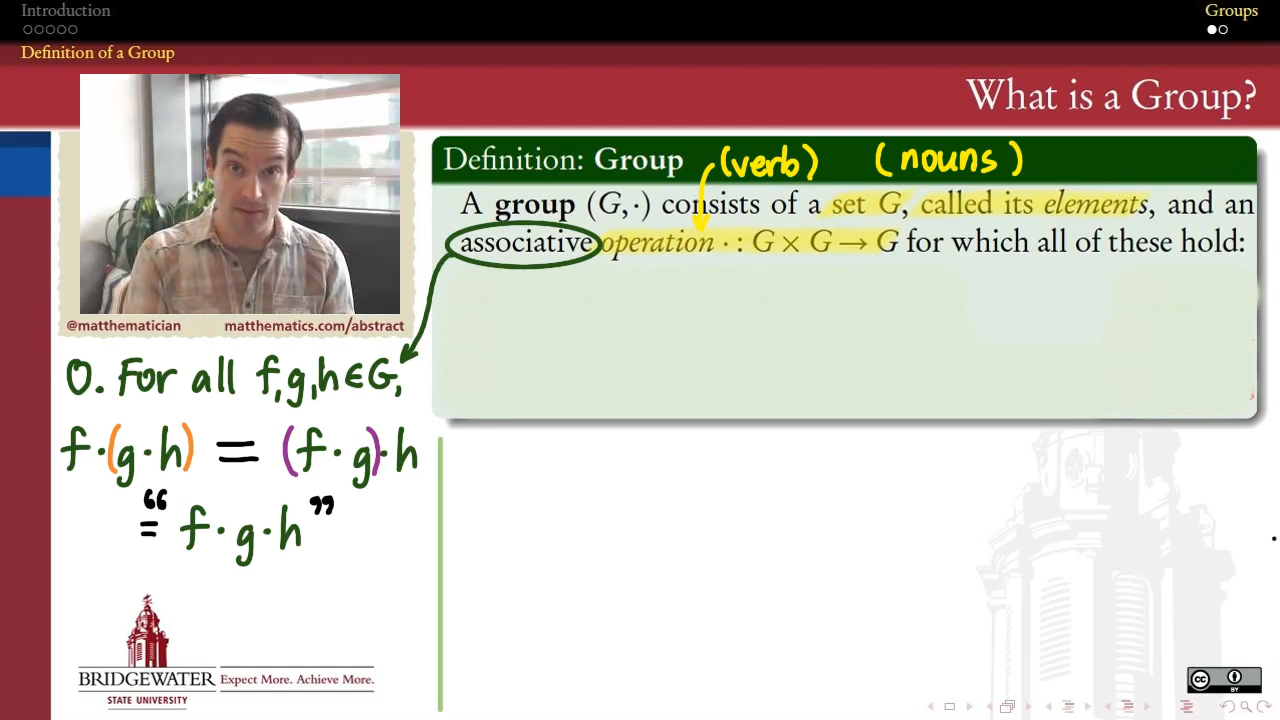 Introduction
Groups
Definition of a Group
What is a Group?
Definition: Group
(verb) (nouns)
A group (G, ·) consists of a set G, called its elements, and an
associative operation · : G × G → G for which all of these hold:
@matthematician matthematics.com/abstract
0. For all f,g,h∈G,
f·(g·h) = (f·g)·h
= "f·g·h"
BRIDGEWATER
STATE UNIVERSITY
Expect More. Achieve More.
cc
BY